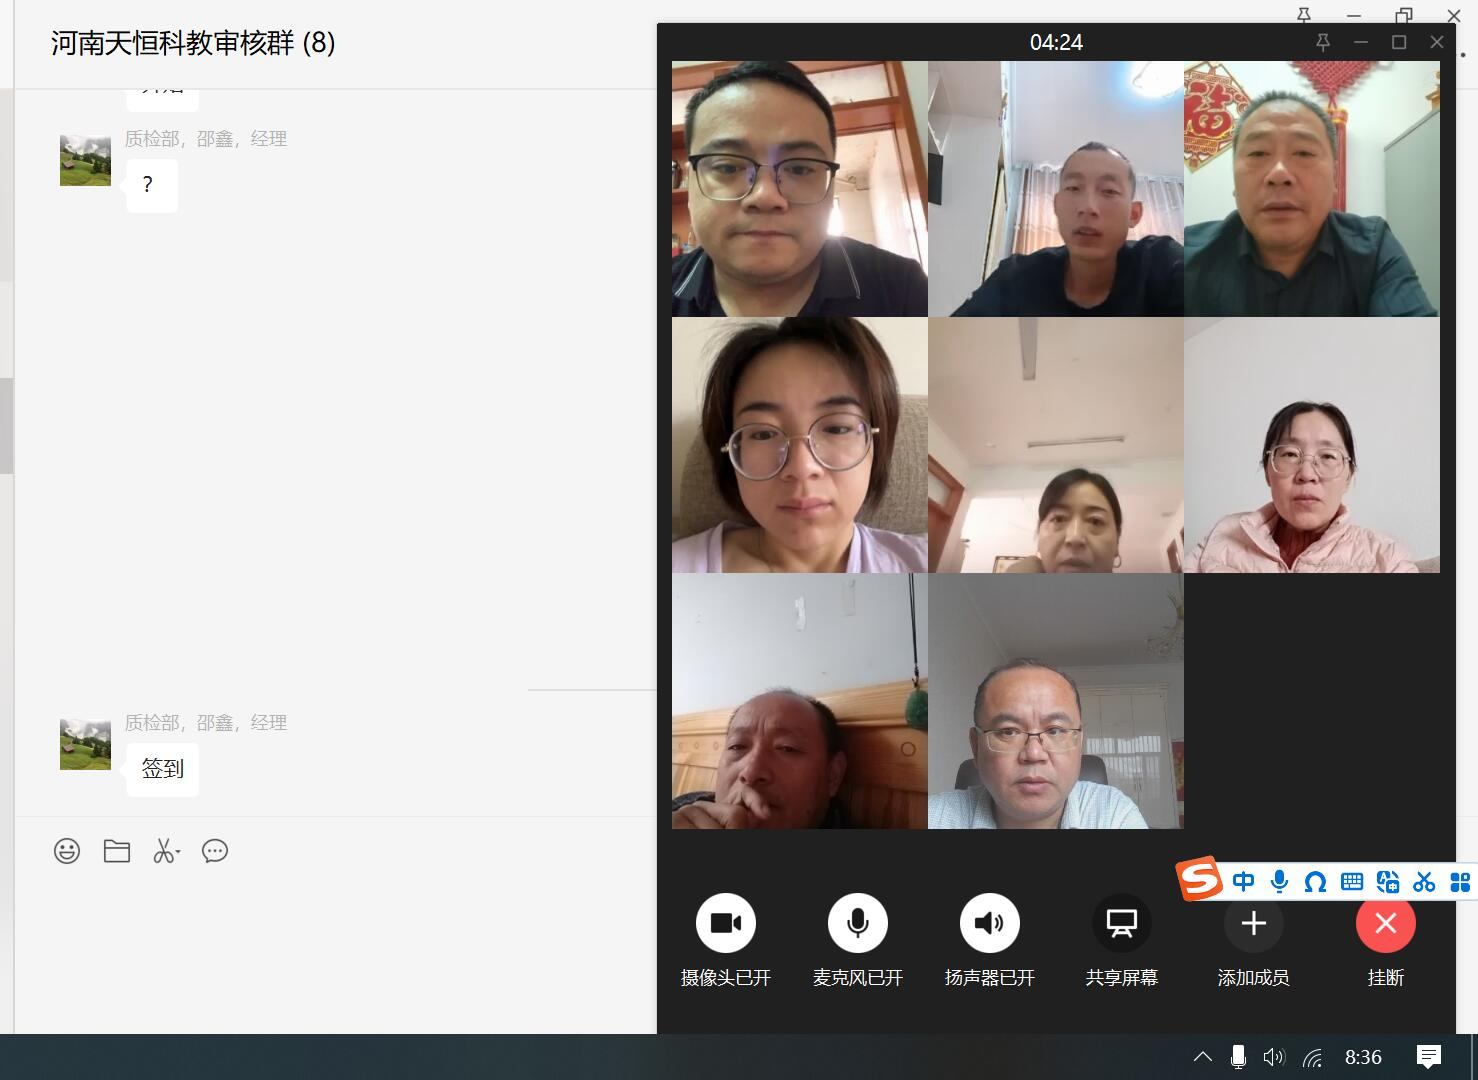 河南天恒科教审核群 (8)
质检部，邵鑫，经理
?
质检部，邵鑫，经理
签到
04:24
福
中
摄像头已开
麦克风已开
扬声器已开
共享屏幕
添加成员
挂断
8:36